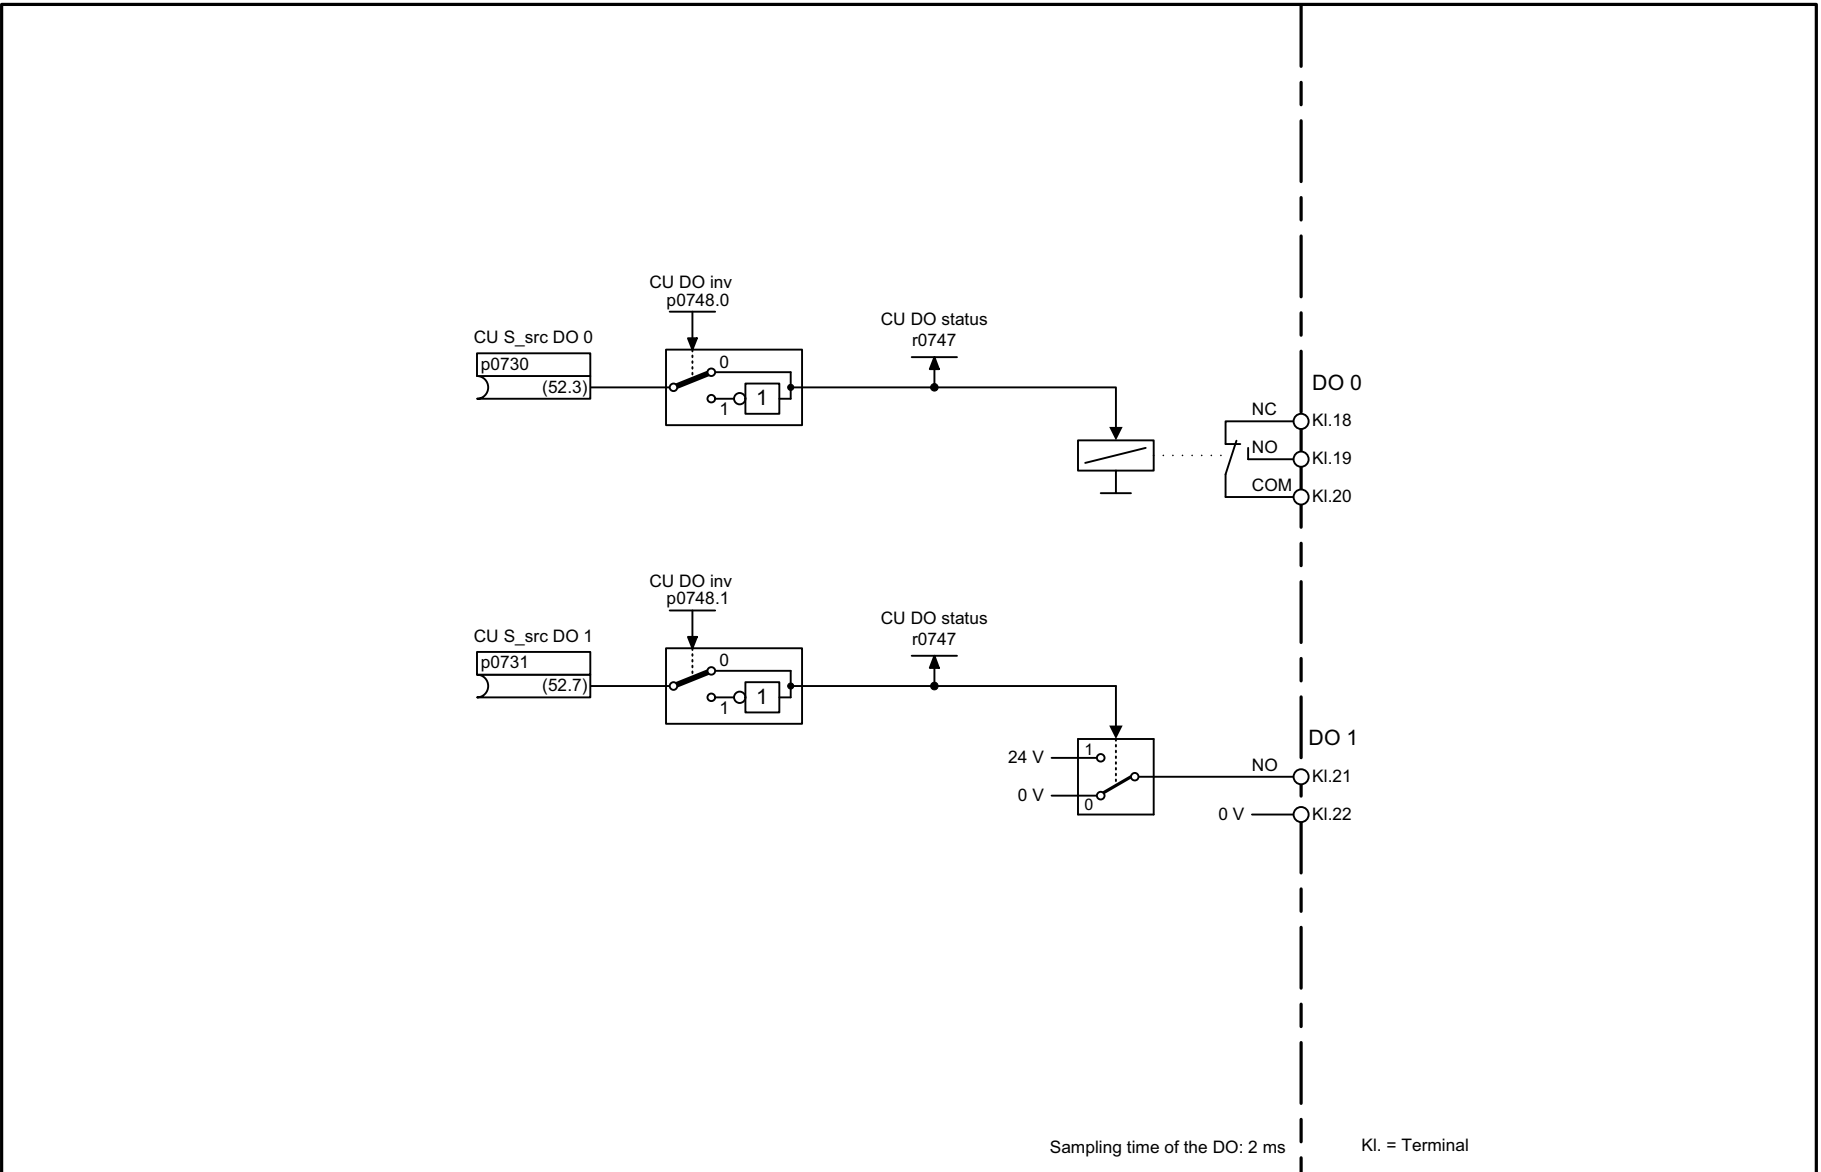 CU DO inv
p0748.0
CU S_src DO 0
p0730
(52.3)
0
1
1
CU DO status
r0747
DO 0
NC
Kl.18
NO
Kl.19
COM
Kl.20
CU DO inv
p0748.1
CU S_src DO 1
p0731
(52.7)
0
1
1
CU DO status
r0747
DO 1
24 V
1
0 V
0
NO
Kl.21
0 V
Kl.22
Sampling time of the DO: 2 ms
Kl. = Terminal